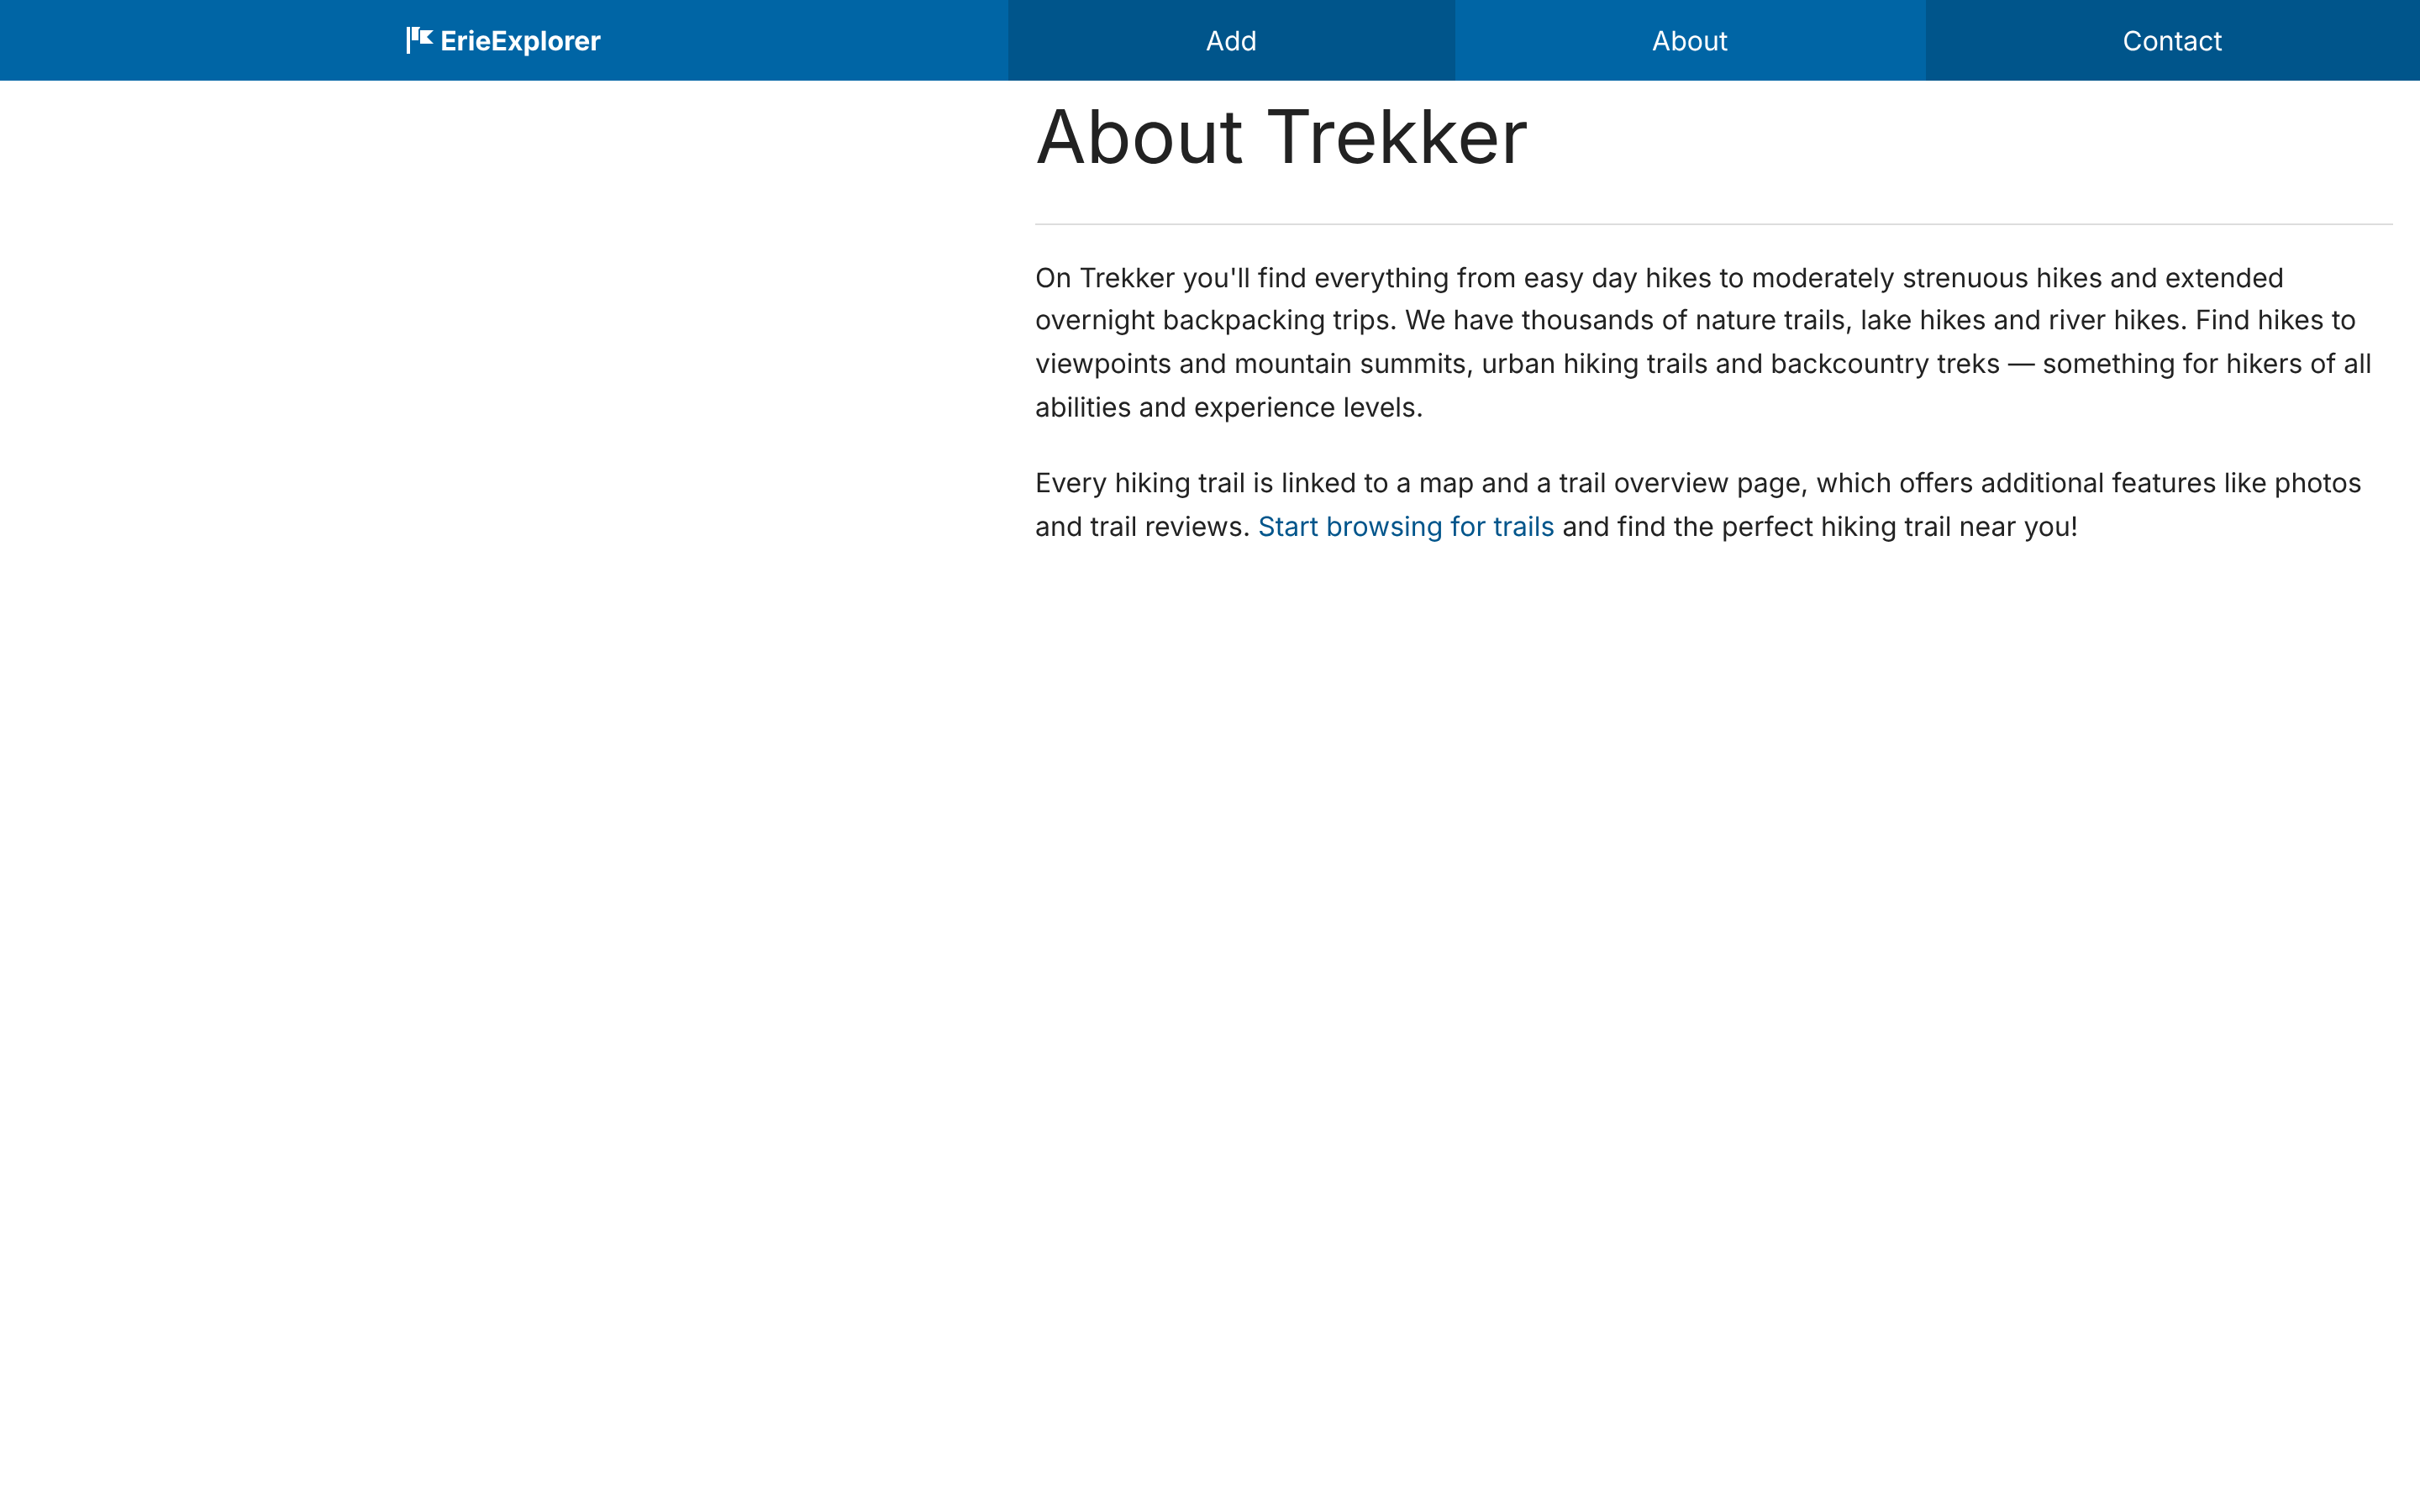 ErieExplorer
Add
About
Contact
About Trekker
On Trekker you'll find everything from easy day hikes to moderately strenuous hikes and extended
overnight backpacking trips. We have thousands of nature trails, lake hikes and river hikes. Find hikes to
viewpoints and mountain summits, urban hiking trails and backcountry treks — something for hikers of all
abilities and experience levels.
Every hiking trail is linked to a map and a trail overview page, which offers additional features like photos
and trail reviews. Start browsing for trails and find the perfect hiking trail near you!